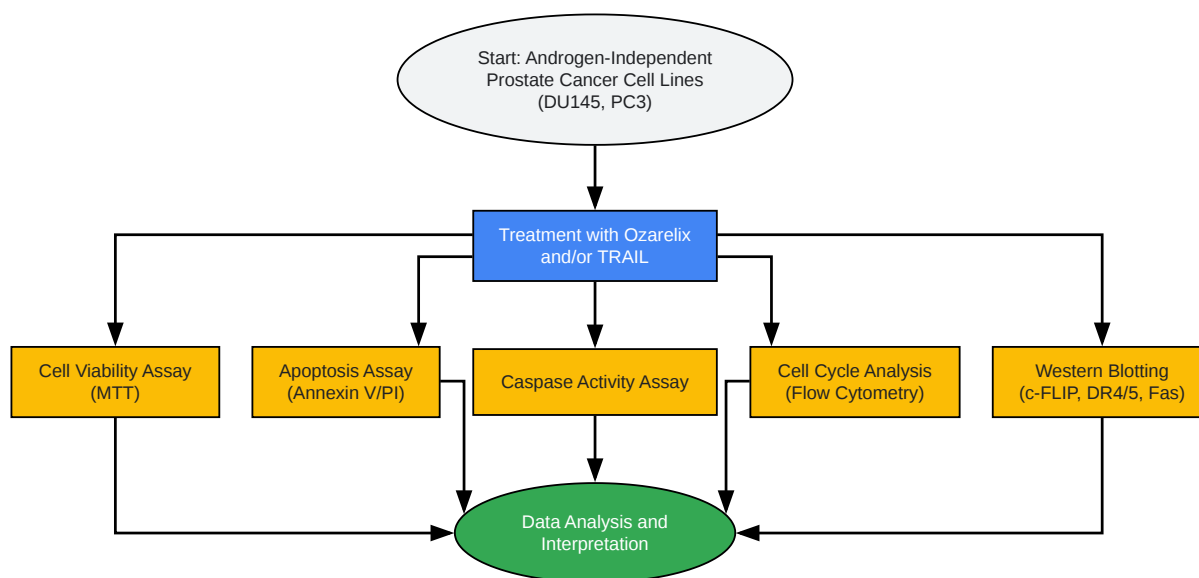 Start: Androgen-Independent
Prostate Cancer Cell Lines
(DU145, PC3)
Treatment with Ozarelix
and/or TRAIL
Cell Viability Assay
(MTT)
Apoptosis Assay
(Annexin V/PI)
Caspase Activity Assay
Cell Cycle Analysis
(Flow Cytometry)
Western Blotting
(c-FLIP, DR4/5, Fas)
Data Analysis and
Interpretation